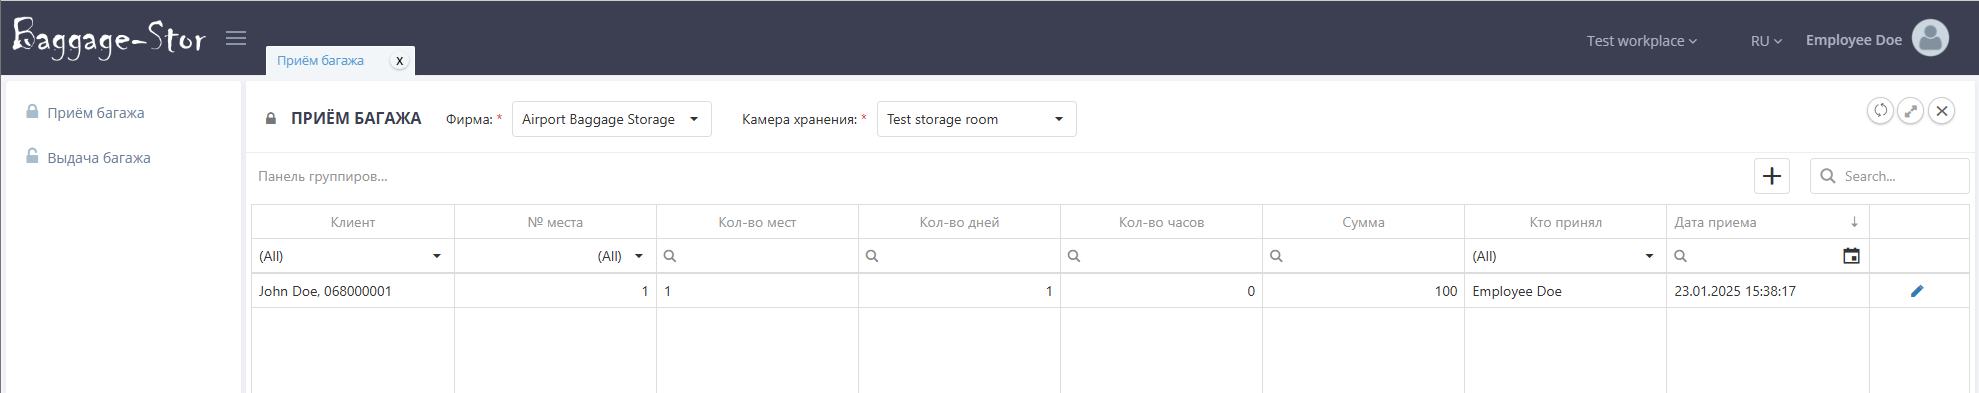 Baggage-Stor
Test workplace RU Employee Doe
Приём багажа x
Приём багажа
Выдача багажа
ПРИЁМ БАГАЖА Фирма: * Airport Baggage Storage Камера хранения: * Test storage room
Панель группиров... Search...
Клиент № места Кол-во мест Кол-во дней Кол-во часов Сумма Кто принял Дата приема
(All) (All) (All)
John Doe, 068000001 1 1 1 0 100 Employee Doe 23.01.2025 15:38:17